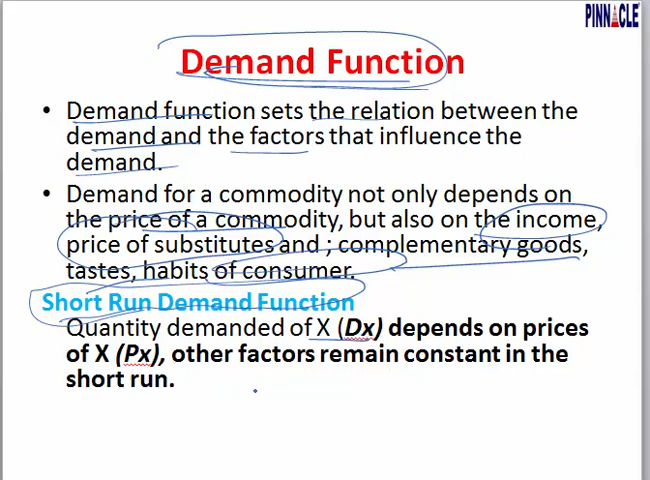 PINNACLE
Demand Function
• Demand function sets the relation between the
demand and the factors that influence the
demand.
• Demand for a commodity not only depends on
the price of a commodity, but also on the income,
price of substitutes and ; complementary goods,
tastes, habits of consumer.
Short Run Demand Function
Quantity demanded of X (Dx) depends on prices
of X (Px), other factors remain constant in the
short run.